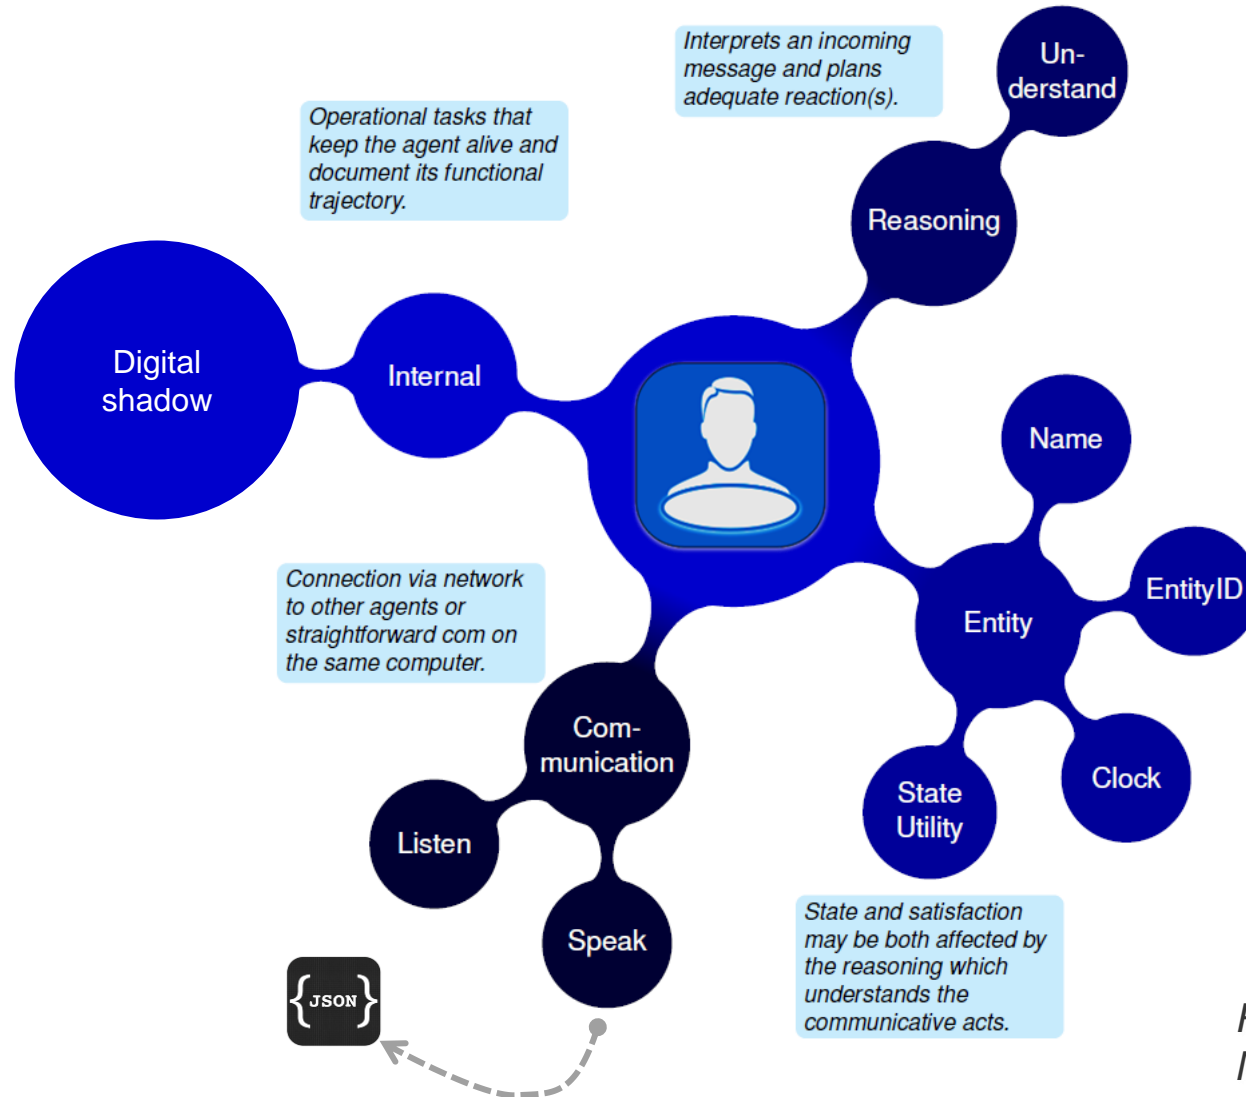 Interprets an incoming
message and plans
adequate reaction(s).
Un-
derstand
Operational tasks that
keep the agent alive and
document its functional
trajectory.
Reasoning
Digital
shadow
Internal
Name
Connection via network
to other agents or
straightforward com on
the same computer.
EntityID
Entity
Com-
munication
State
Utility
Clock
Listen
Speak
State and satisfaction
may be both affected by
the reasoning which
understands the
communicative acts.
{JSON}